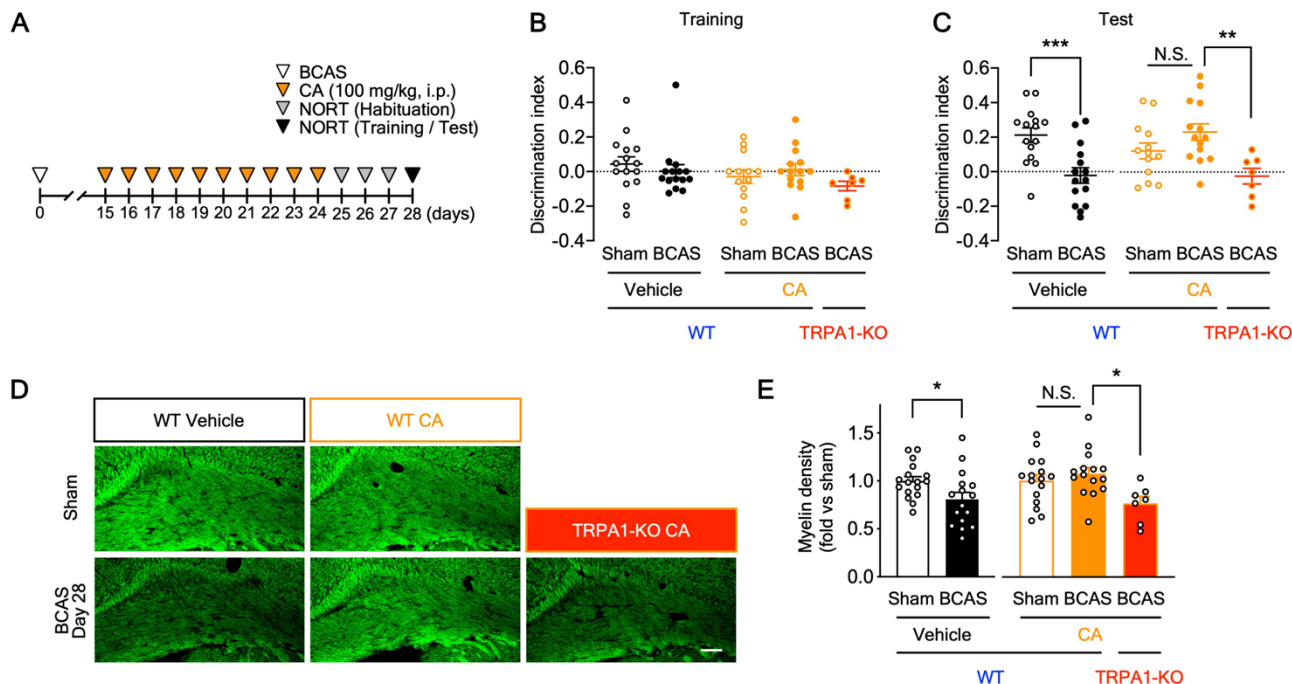 A
BCAS
CA (100 mg/kg, i.p.)
NORT (Habituation)
NORT (Training / Test)
0 15 16 17 18 19 20 21 22 23 24 25 26 27 28 (days)
B
Training
Discrimination index
0.6
0.4
0.2
0.0
-0.2
-0.4
Sham BCAS Sham BCAS BCAS
Vehicle CA
WT TRPA1-KO
C
Test
*** N.S. **
Discrimination index
0.6
0.4
0.2
0.0
-0.2
-0.4
Sham BCAS Sham BCAS BCAS
Vehicle CA
WT TRPA1-KO
D
WT Vehicle WT CA
Sham
TRPA1-KO CA
BCAS
Day 28
E
* N.S. *
Myelin density
(fold vs sham)
1.5
1.0
0.5
0.0
Sham BCAS Sham BCAS BCAS
Vehicle CA
WT TRPA1-KO